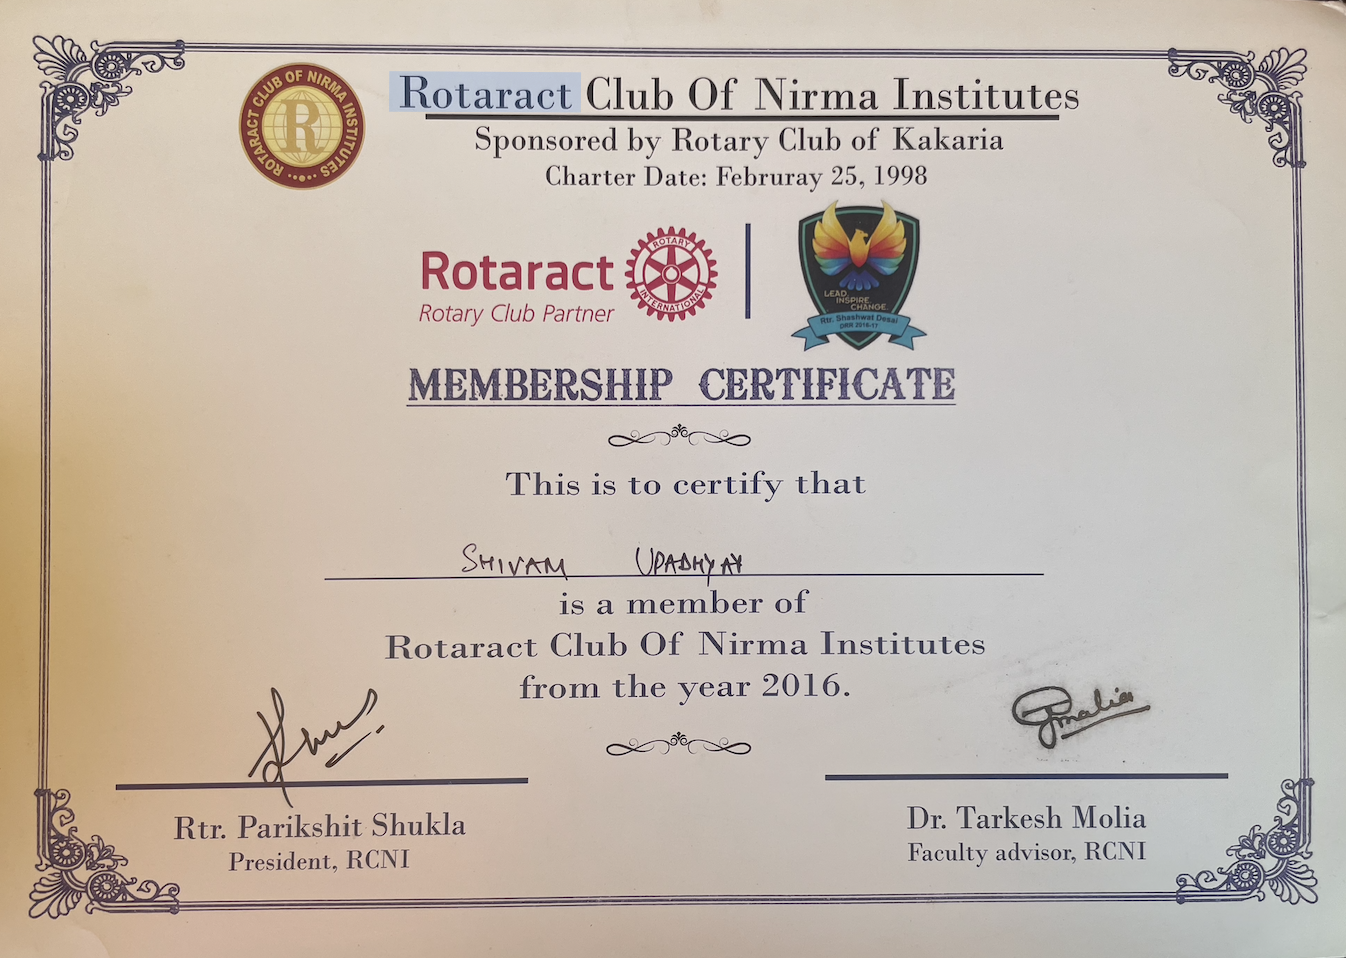 ROTARACT CLUB OF NIRMA INSTITUTES
R
Rotaract Club Of Nirma Institutes
Sponsored by Rotary Club of Kakaria
Charter Date: Februray 25, 1998
Rotaract
Rotary Club Partner
ROTARY
INTERNATIONAL
LEAD
INSPIRE
CHANGE
Rtr. Shashwat Desai
DRR 2016-17
MEMBERSHIP CERTIFICATE
This is to certify that
SHIVAM UPADHYAY
is a member of
Rotaract Club Of Nirma Institutes
from the year 2016.
Rtr. Parikshit Shukla
President, RCNI
Dr. Tarkesh Molia
Faculty advisor, RCNI